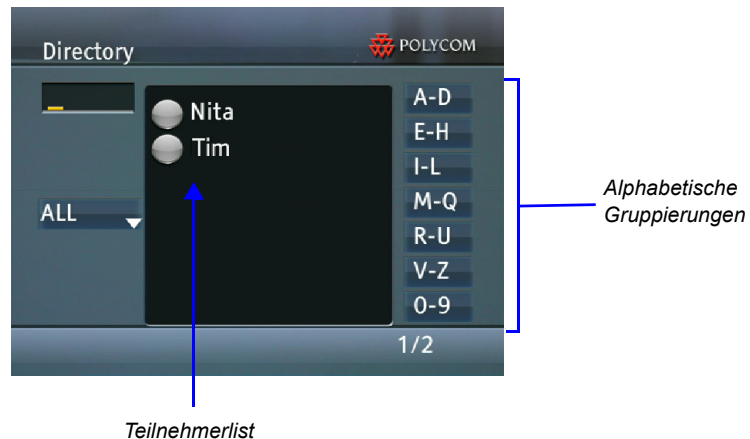 Directory
POLYCOM
Nita
Tim
ALL
A-D
E-H
I-L
M-Q
R-U
V-Z
0-9
1/2
Alphabetische
Gruppierungen
Teilnehmerlist